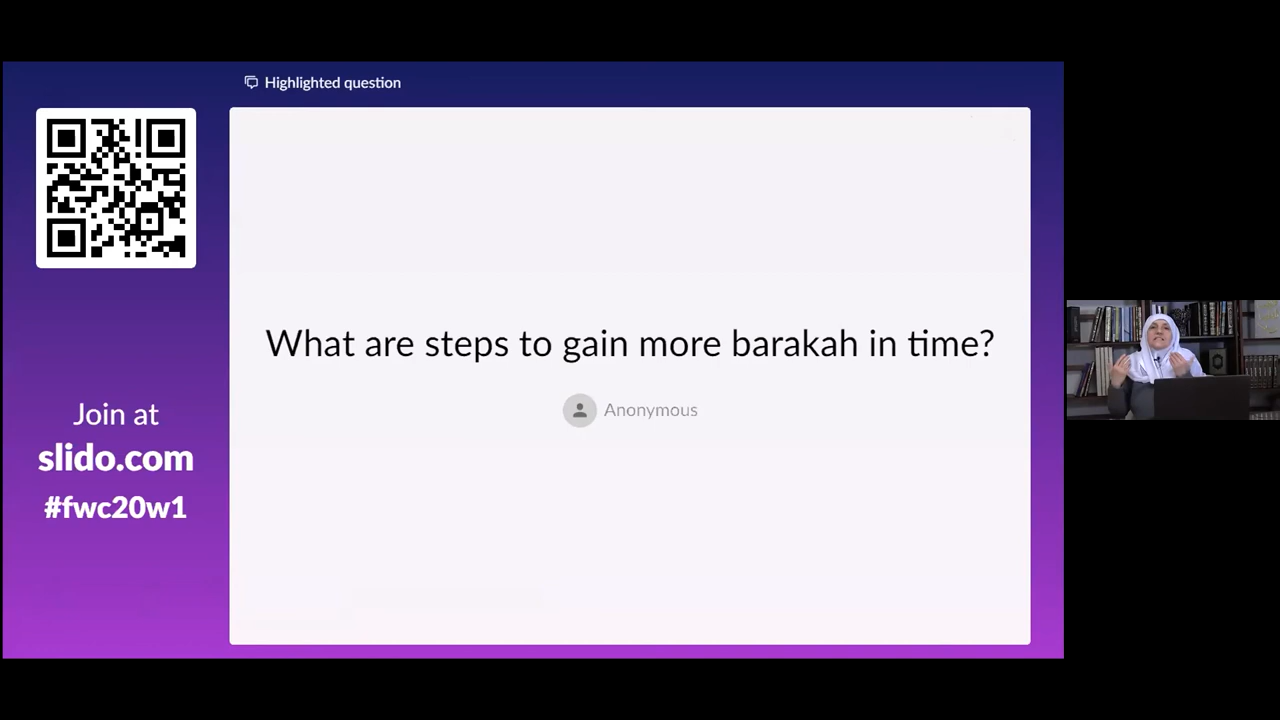 Highlighted question
What are steps to gain more barakah in time?
Anonymous
Join at
slido.com
#fwc20w1